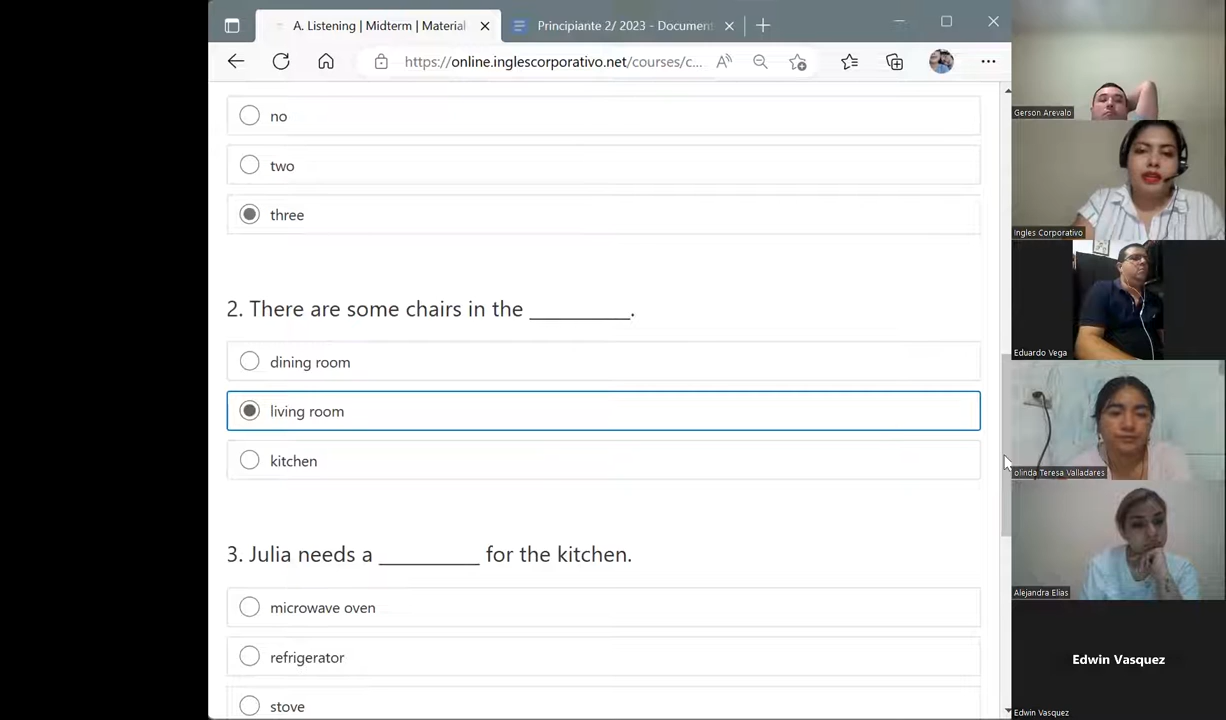 A. Listening | Midterm | Material
Principiante 2/ 2023 - Document
https://online.inglescorporativo.net/courses/c...
no
two
three
2. There are some chairs in the __________.
dining room
living room
kitchen
3. Julia needs a __________ for the kitchen.
microwave oven
refrigerator
stove
Gerson Arevalo
Ingles Corporativo
Eduardo Vega
olinda Teresa Valladares
Alejandra Elias
Edwin Vasquez
Edwin Vasquez